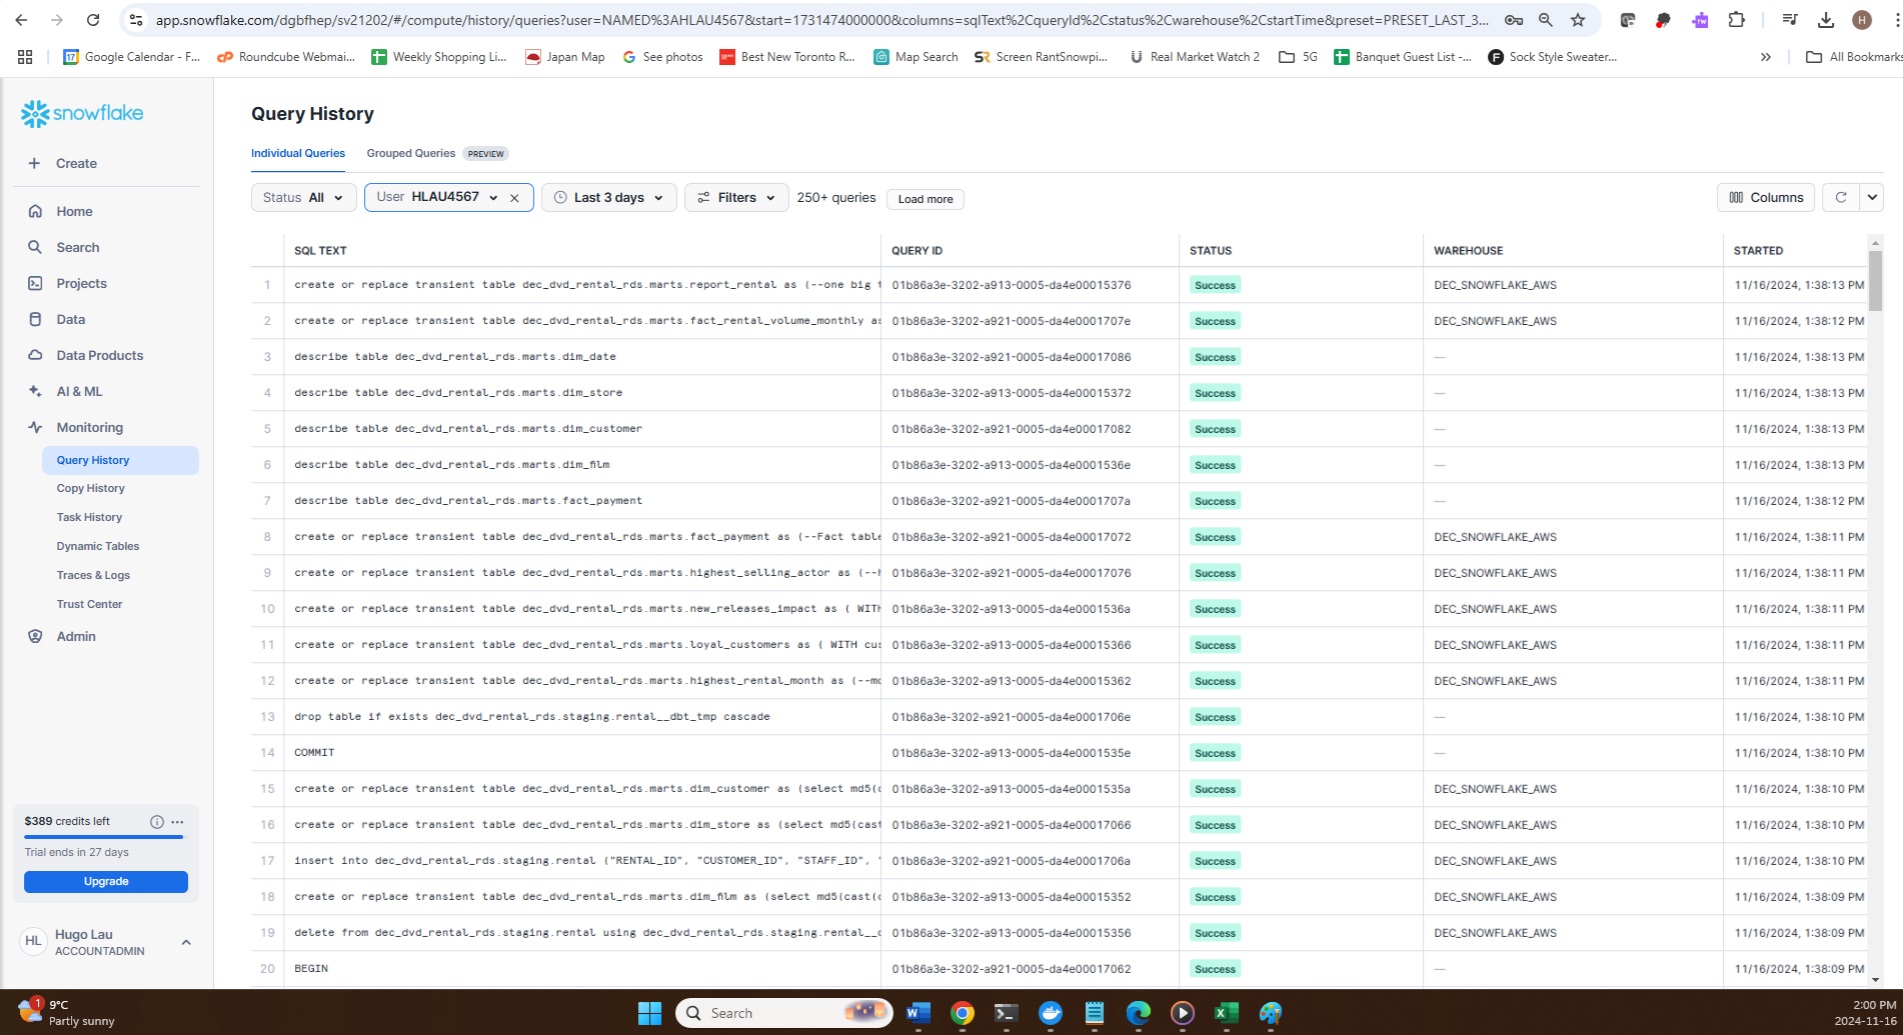 app.snowflake.com/dgbfhep/sv21202/#/compute/history/queries?user=NAMED%3AHLAU4567&start=1731474000000&columns=sqlText%2CqueryId%2Cstatus%2Cwarehouse%2CstartTime&preset=PRESET_LAST_3... H
Google Calendar - F... Roundcube Webmai... Weekly Shopping Li... Japan Map See photos Best New Toronto R... Map Search Screen RantSnowpi... Real Market Watch 2 5G Banquet Guest List -... Sock Style Sweater... » All Bookmarks
snowflake
Create
Home
Search
Projects
Data
Data Products
AI & ML
Monitoring
Query History
Copy History
Task History
Dynamic Tables
Traces & Logs
Trust Center
Admin
$389 credits left
Trial ends in 27 days
Upgrade
HL Hugo Lau
ACCOUNTADMIN
Query History
Individual Queries Grouped Queries PREVIEW
Status All User HLAU4567 Last 3 days Filters 250+ queries Load more Columns
SQL TEXT QUERY ID STATUS WAREHOUSE STARTED
1 create or replace transient table dec_dvd_rental_rds.marts.report_rental as (--one big t 01b86a3e-3202-a913-0005-da4e00015376 Success DEC_SNOWFLAKE_AWS 11/16/2024, 1:38:13 PM
2 create or replace transient table dec_dvd_rental_rds.marts.fact_rental_volume_monthly as 01b86a3e-3202-a921-0005-da4e0001707e Success DEC_SNOWFLAKE_AWS 11/16/2024, 1:38:12 PM
3 describe table dec_dvd_rental_rds.marts.dim_date 01b86a3e-3202-a921-0005-da4e00017086 Success — 11/16/2024, 1:38:13 PM
4 describe table dec_dvd_rental_rds.marts.dim_store 01b86a3e-3202-a913-0005-da4e00015372 Success — 11/16/2024, 1:38:13 PM
5 describe table dec_dvd_rental_rds.marts.dim_customer 01b86a3e-3202-a921-0005-da4e00017082 Success — 11/16/2024, 1:38:13 PM
6 describe table dec_dvd_rental_rds.marts.dim_film 01b86a3e-3202-a913-0005-da4e0001536e Success — 11/16/2024, 1:38:13 PM
7 describe table dec_dvd_rental_rds.marts.fact_payment 01b86a3e-3202-a921-0005-da4e0001707a Success — 11/16/2024, 1:38:12 PM
8 create or replace transient table dec_dvd_rental_rds.marts.fact_payment as (--Fact table 01b86a3e-3202-a921-0005-da4e00017072 Success DEC_SNOWFLAKE_AWS 11/16/2024, 1:38:11 PM
9 create or replace transient table dec_dvd_rental_rds.marts.highest_selling_actor as (--h 01b86a3e-3202-a921-0005-da4e00017076 Success DEC_SNOWFLAKE_AWS 11/16/2024, 1:38:11 PM
10 create or replace transient table dec_dvd_rental_rds.marts.new_releases_impact as ( WITH 01b86a3e-3202-a913-0005-da4e0001536a Success DEC_SNOWFLAKE_AWS 11/16/2024, 1:38:11 PM
11 create or replace transient table dec_dvd_rental_rds.marts.loyal_customers as ( WITH cus 01b86a3e-3202-a913-0005-da4e00015366 Success DEC_SNOWFLAKE_AWS 11/16/2024, 1:38:11 PM
12 create or replace transient table dec_dvd_rental_rds.marts.highest_rental_month as (--mo 01b86a3e-3202-a913-0005-da4e00015362 Success DEC_SNOWFLAKE_AWS 11/16/2024, 1:38:11 PM
13 drop table if exists dec_dvd_rental_rds.staging.rental__dbt_tmp cascade 01b86a3e-3202-a921-0005-da4e0001706e Success — 11/16/2024, 1:38:10 PM
14 COMMIT 01b86a3e-3202-a913-0005-da4e0001535e Success — 11/16/2024, 1:38:10 PM
15 create or replace transient table dec_dvd_rental_rds.marts.dim_customer as (select md5(c 01b86a3e-3202-a913-0005-da4e0001535a Success DEC_SNOWFLAKE_AWS 11/16/2024, 1:38:10 PM
16 create or replace transient table dec_dvd_rental_rds.marts.dim_store as (select md5(cast 01b86a3e-3202-a921-0005-da4e00017066 Success DEC_SNOWFLAKE_AWS 11/16/2024, 1:38:10 PM
17 insert into dec_dvd_rental_rds.staging.rental ("RENTAL_ID", "CUSTOMER_ID", "STAFF_ID", " 01b86a3e-3202-a921-0005-da4e0001706a Success DEC_SNOWFLAKE_AWS 11/16/2024, 1:38:10 PM
18 create or replace transient table dec_dvd_rental_rds.marts.dim_film as (select md5(cast(c 01b86a3e-3202-a913-0005-da4e00015352 Success DEC_SNOWFLAKE_AWS 11/16/2024, 1:38:09 PM
19 delete from dec_dvd_rental_rds.staging.rental using dec_dvd_rental_rds.staging.rental__d 01b86a3e-3202-a913-0005-da4e00015356 Success DEC_SNOWFLAKE_AWS 11/16/2024, 1:38:09 PM
20 BEGIN 01b86a3e-3202-a921-0005-da4e00017062 Success — 11/16/2024, 1:38:09 PM
1 9°C
Partly sunny
Search
2:00 PM
2024-11-16